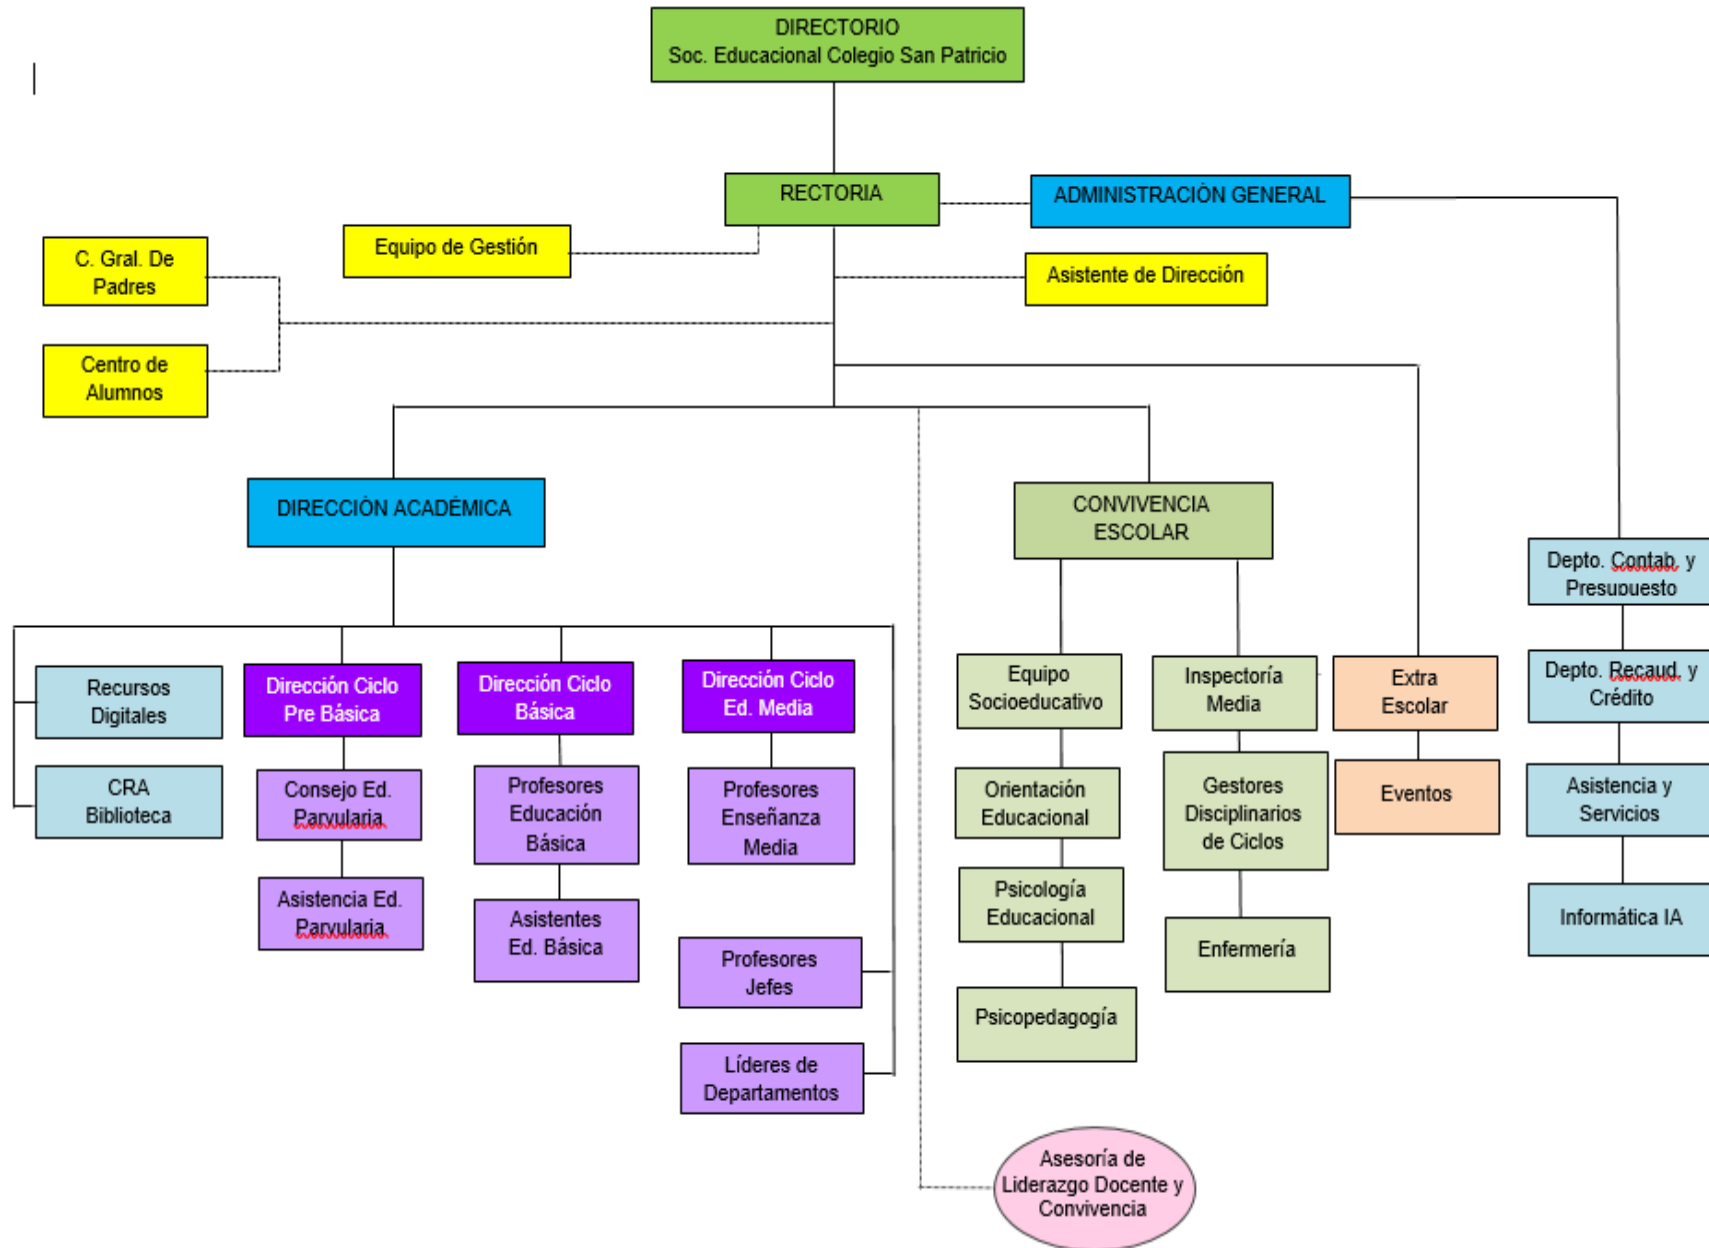 DIRECTORIO
Soc. Educacional Colegio San Patricio
RECTORIA
ADMINISTRACIÓN GENERAL
Equipo de Gestión
C. Gral. De
Padres
Asistente de Dirección
Centro de
Alumnos
DIRECCIÓN ACADÉMICA
CONVIVENCIA
ESCOLAR
Depto. Contab. y
Presupuesto
Recursos
Digitales
Dirección Ciclo
Pre Básica
Dirección Ciclo
Básica
Dirección Ciclo
Ed. Media
Equipo
Socioeducativo
Inspectoría
Media
Extra
Escolar
Depto. Recaud. y
Crédito
CRA
Biblioteca
Consejo Ed.
Parvularia
Profesores
Educación
Básica
Profesores
Enseñanza
Media
Orientación
Educacional
Gestores
Disciplinarios
de Ciclos
Eventos
Asistencia y
Servicios
Asistencia Ed.
Parvularia
Asistentes
Ed. Básica
Psicología
Educacional
Enfermería
Informática IA
Profesores
Jefes
Psicopedagogía
Líderes de
Departamentos
Asesoría de
Liderazgo Docente y
Convivencia